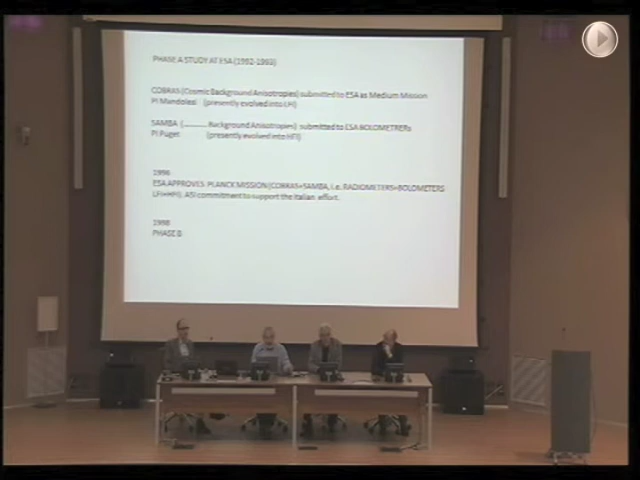 PHASE A STUDY AT ESA (1992-1993)
COBRAS (Cosmic Background Anisotropies) submitted to ESA as Medium Mission
PI Mandolesi (presently evolved into LFI)
SAMBA (.......... Background Anisotropies) submitted to ESA BOLOMETRERs
PI Puget (presently evolved into HFI)
1996
ESA APPROVES PLANCK MISSION (COBRAS+SAMBA, i.e. RADIOMETERS+BOLOMETERS
LFI+HFI). ASI commitment to support the Italian effort.
1998
PHASE B